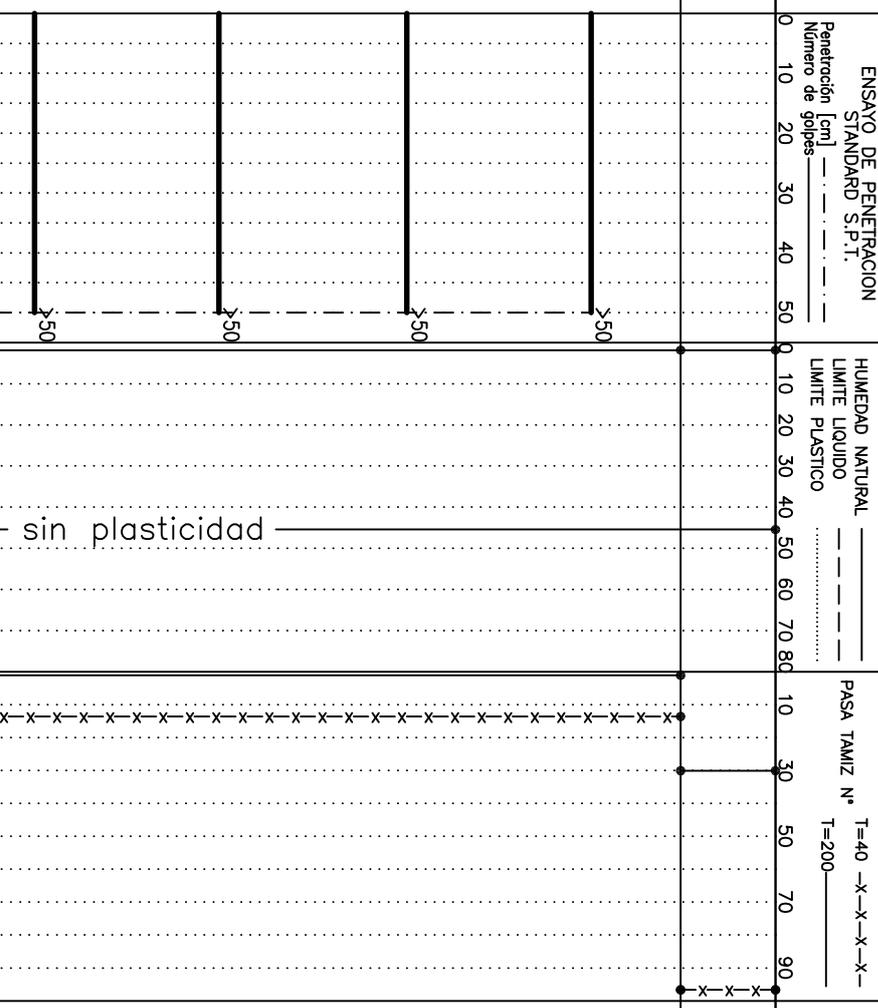 ENSAYO DE PENETRACION
STANDARD S.P.T.
Penetración [cm]
Número de golpes
0 10 20 30 40 50
HUMEDAD NATURAL
LIMITE LIQUIDO
LIMITE PLASTICO
0 10 20 30 40 50 60 70 80
PASA TAMIZ N° T=40 —x—x—x—x—
T=200
10 30 50 70 90
>50
>50
>50
>50
sin plasticidad